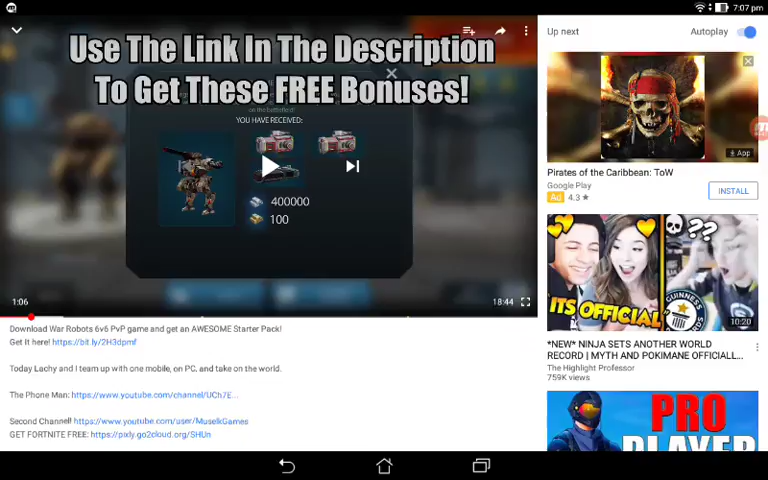 7:07 pm
Use The Link In The Description
To Get These FREE Bonuses!
YOU HAVE RECEIVED:
400000
100
1:06
18:44
Download War Robots 6v6 PvP game and get an AWESOME Starter Pack!
Get it here! https://bit.ly/2H3dpmf
Today Lachy and I team up with one mobile, on PC, and take on the world.
The Phone Man: https://www.youtube.com/channel/UCh7E...
Second Channel! https://www.youtube.com/user/MuselkGames
GET FORTNITE FREE: https://pixly.go2cloud.org/SHUn
Up next
Autoplay
App
Pirates of the Caribbean: ToW
Google Play
Ad 4.3 ★
INSTALL
??
ITS OFFICIAL
GUINNESS
10:20
*NEW* NINJA SETS ANOTHER WORLD
RECORD | MYTH AND POKIMANE OFFICIALL...
The Highlight Professor
759K views
PRO
PLAYER